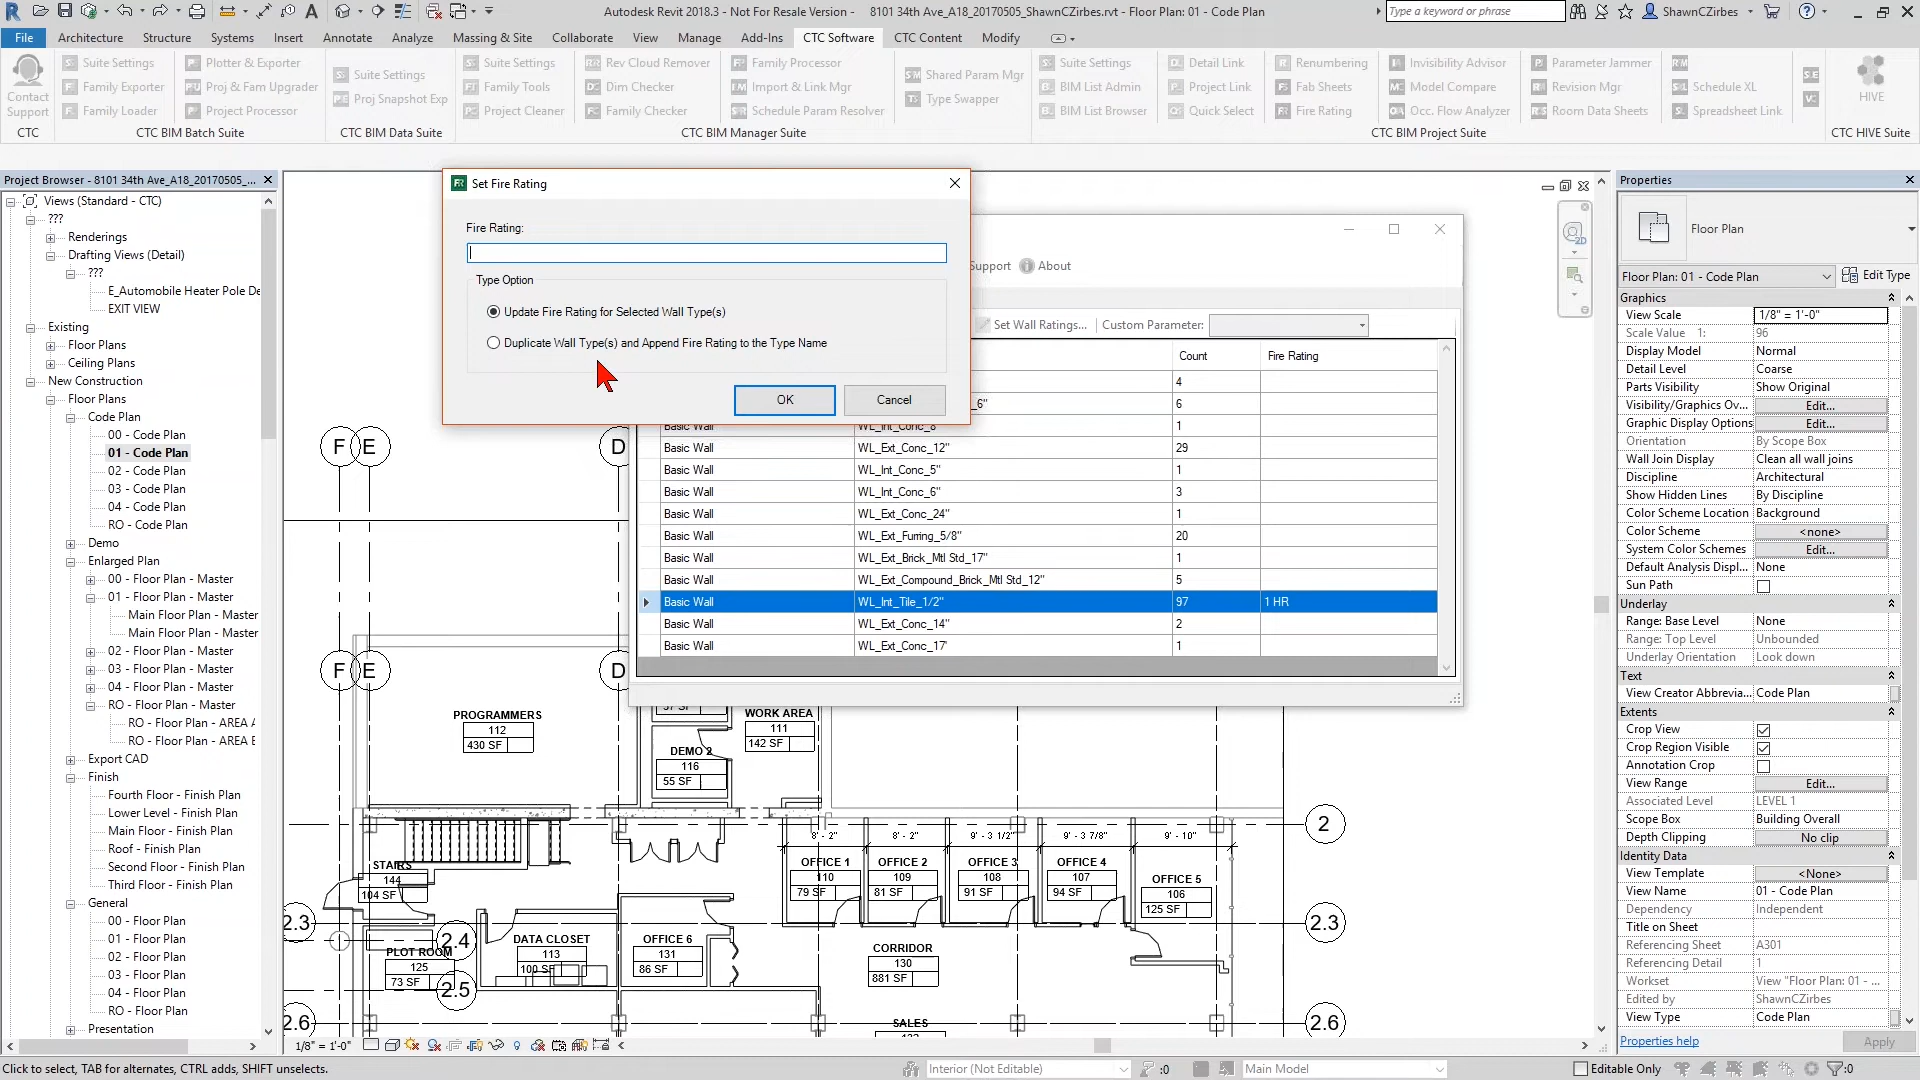 Autodesk Revit 2018.3 - Not For Resale Version -    8101 34th Ave_A18_20170505_ShawnCZirbes.rvt - Floor Plan: 01 - Code Plan
Type a keyword or phrase
ShawnCZirbes
File Architecture Structure Systems Insert Annotate Analyze Massing & Site Collaborate View Manage Add-Ins CTC Software CTC Content Modify
Contact
Support
CTC
Suite Settings
Family Exporter
Family Loader
Plotter & Exporter
Proj & Fam Upgrader
Project Processor
CTC BIM Batch Suite
Suite Settings
Proj Snapshot Exp
CTC BIM Data Suite
Suite Settings
Family Tools
Project Cleaner
Rev Cloud Remover
Dim Checker
Family Checker
Family Processor
Import & Link Mgr
Schedule Param Resolver
Shared Param Mgr
Type Swapper
CTC BIM Manager Suite
Suite Settings
BIM List Admin
BIM List Browser
Detail Link
Project Link
Quick Select
Renumbering
Fab Sheets
Fire Rating
Invisibility Advisor
Model Compare
Occ. Flow Analyzer
Parameter Jammer
Revision Mgr
Room Data Sheets
Schedule XL
Spreadsheet Link
CTC BIM Project Suite
HIVE
CTC HIVE Suite
Project Browser - 8101 34th Ave_A18_20170505_...
Views (Standard - CTC)
???
Renderings
Drafting Views (Detail)
???
E_Automobile Heater Pole De
EXIT VIEW
Existing
Floor Plans
Ceiling Plans
New Construction
Floor Plans
Code Plan
00 - Code Plan
01 - Code Plan
02 - Code Plan
03 - Code Plan
04 - Code Plan
RO - Code Plan
Demo
Enlarged Plan
00 - Floor Plan - Master
01 - Floor Plan - Master
Main Floor Plan - Master
Main Floor Plan - Master
02 - Floor Plan - Master
03 - Floor Plan - Master
04 - Floor Plan - Master
RO - Floor Plan - Master
RO - Floor Plan - AREA A
RO - Floor Plan - AREA B
Export CAD
Finish
Fourth Floor - Finish Plan
Lower Level - Finish Plan
Main Floor - Finish Plan
Roof - Finish Plan
Second Floor - Finish Plan
Third Floor - Finish Plan
General
00 - Floor Plan
01 - Floor Plan
02 - Floor Plan
03 - Floor Plan
04 - Floor Plan
RO - Floor Plan
Presentation
Set Fire Rating
Fire Rating:
Type Option
Update Fire Rating for Selected Wall Type(s)
Duplicate Wall Type(s) and Append Fire Rating to the Type Name
OK Cancel
Support About
Set Wall Ratings... Custom Parameter:
Count Fire Rating
4
_6" 6
Basic Wall WL_Int_Conc_8 1
Basic Wall WL_Ext_Conc_12" 29
Basic Wall WL_Int_Conc_5" 1
Basic Wall WL_Int_Conc_6" 3
Basic Wall WL_Ext_Conc_24" 1
Basic Wall WL_Ext_Furring_5/8" 20
Basic Wall WL_Ext_Brick_Mtl Std_17" 1
Basic Wall WL_Ext_Compound_Brick_Mtl Std_12" 5
Basic Wall WL_Int_Tile_1/2" 97 1 HR
Basic Wall WL_Ext_Conc_14" 2
Basic Wall WL_Ext_Conc_17' 1
F E D
F E D
PROGRAMMERS
112
430 SF
57 SF
WORK AREA
111
142 SF
DEMO 2
116
55 SF
2
8' - 2" 8' - 2" 9' - 3 1/2" 9' - 3 7/8" 9' - 10"
STAIRS
144
104 SF
OFFICE 1
110
79 SF
OFFICE 2
109
81 SF
OFFICE 3
108
91 SF
OFFICE 4
107
94 SF
OFFICE 5
106
125 SF
2.3 2.3
2.4
PLOT ROOM
125
73 SF
DATA CLOSET
113
100 SF
OFFICE 6
131
86 SF
CORRIDOR
130
881 SF
2.5
SALES
2.6 2.6
1/8" = 1'-0"
Properties
Floor Plan
Floor Plan: 01 - Code Plan Edit Type
Graphics
View Scale 1/8" = 1'-0"
Scale Value    1: 96
Display Model Normal
Detail Level Coarse
Parts Visibility Show Original
Visibility/Graphics Ov... Edit...
Graphic Display Options Edit...
Orientation By Scope Box
Wall Join Display Clean all wall joins
Discipline Architectural
Show Hidden Lines By Discipline
Color Scheme Location Background
Color Scheme <none>
System Color Schemes Edit...
Default Analysis Displ... None
Sun Path
Underlay
Range: Base Level None
Range: Top Level Unbounded
Underlay Orientation Look down
Text
View Creator Abbrevia... Code Plan
Extents
Crop View
Crop Region Visible
Annotation Crop
View Range Edit...
Associated Level LEVEL 1
Scope Box Building Overall
Depth Clipping No clip
Identity Data
View Template <None>
View Name 01 - Code Plan
Dependency Independent
Title on Sheet
Referencing Sheet A301
Referencing Detail 1
Workset View "Floor Plan: 01 - ...
Edited by ShawnCZirbes
View Type Code Plan
Properties help Apply
Click to select, TAB for alternates, CTRL adds, SHIFT unselects.
Interior (Not Editable) :0 Main Model Editable Only :0